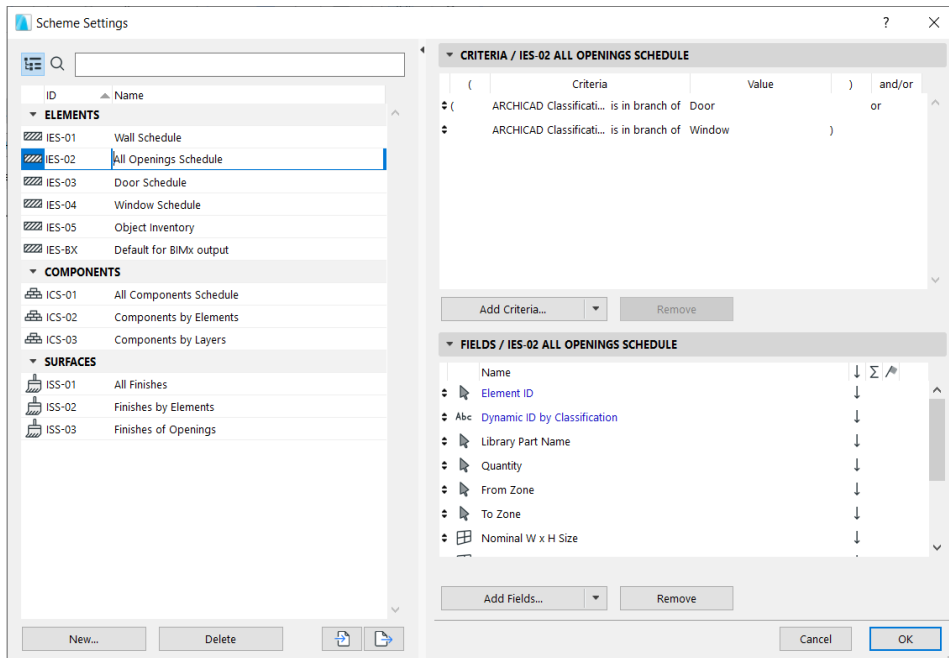 Scheme Settings
?
ID Name
ELEMENTS
IES-01 Wall Schedule
IES-02 All Openings Schedule
IES-03 Door Schedule
IES-04 Window Schedule
IES-05 Object Inventory
IES-BX Default for BIMx output
COMPONENTS
ICS-01 All Components Schedule
ICS-02 Components by Elements
ICS-03 Components by Layers
SURFACES
ISS-01 All Finishes
ISS-02 Finishes by Elements
ISS-03 Finishes of Openings
New... Delete
CRITERIA / IES-02 ALL OPENINGS SCHEDULE
( Criteria Value ) and/or
( ARCHICAD Classificati... is in branch of Door or
ARCHICAD Classificati... is in branch of Window )
Add Criteria... Remove
FIELDS / IES-02 ALL OPENINGS SCHEDULE
Name ↓ Σ
Element ID ↓
Abc Dynamic ID by Classification ↓
Library Part Name ↓
Quantity ↓
From Zone ↓
To Zone ↓
Nominal W x H Size ↓
Add Fields... Remove
Cancel OK